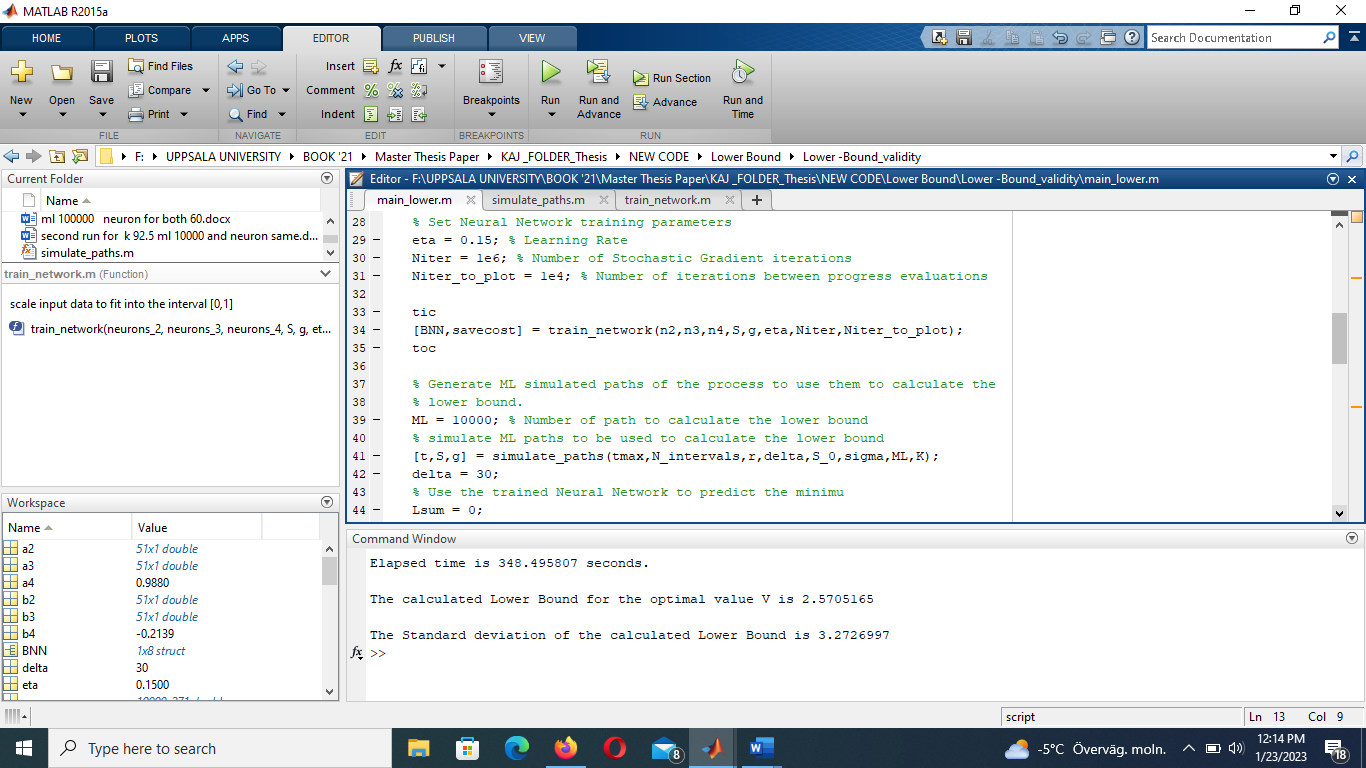 MATLAB R2015a
HOME PLOTS APPS EDITOR PUBLISH VIEW
Search Documentation
New Open Save Find Files Compare Print
Go To Find
Insert fx
Comment
Indent
Breakpoints
Run Run and Advance Run Section Advance Run and Time
FILE NAVIGATE EDIT BREAKPOINTS RUN
F: UPPSALA UNIVERSITY BOOK '21 Master Thesis Paper KAJ _FOLDER_Thesis NEW CODE Lower Bound Lower -Bound_validity
Current Folder
Name
ml 100000 neuron for both 60.docx
second run for k 92.5 ml 10000 and neuron same.d...
simulate_paths.m
train_network.m (Function)
scale input data to fit into the interval [0,1]
train_network(neurons_2, neurons_3, neurons_4, S, g, et...
Workspace
Name Value
a2 51x1 double
a3 51x1 double
a4 0.9880
b2 51x1 double
b3 51x1 double
b4 -0.2139
BNN 1x8 struct
delta 30
eta 0.1500
Editor - F:\UPPSALA UNIVERSITY\BOOK '21\Master Thesis Paper\KAJ _FOLDER_Thesis\NEW CODE\Lower Bound\Lower -Bound_validity\main_lower.m
main_lower.m simulate_paths.m train_network.m
28 % Set Neural Network training parameters
29 – eta = 0.15; % Learning Rate
30 – Niter = 1e6; % Number of Stochastic Gradient iterations
31 – Niter_to_plot = 1e4; % Number of iterations between progress evaluations
32
33 – tic
34 – [BNN,savecost] = train_network(n2,n3,n4,S,g,eta,Niter,Niter_to_plot);
35 – toc
36
37 % Generate ML simulated paths of the process to use them to calculate the
38 % lower bound.
39 – ML = 10000; % Number of path to calculate the lower bound
40 % simulate ML paths to be used to calculate the lower bound
41 – [t,S,g] = simulate_paths(tmax,N_intervals,r,delta,S_0,sigma,ML,K);
42 – delta = 30;
43 % Use the trained Neural Network to predict the minimu
44 – Lsum = 0;
Command Window
Elapsed time is 348.495807 seconds.
The calculated Lower Bound for the optimal value V is 2.5705165
The Standard deviation of the calculated Lower Bound is 3.2726997
fx >>
script Ln 13 Col 9
Type here to search
8
-5°C Överväg. moln.
12:14 PM
1/23/2023
18